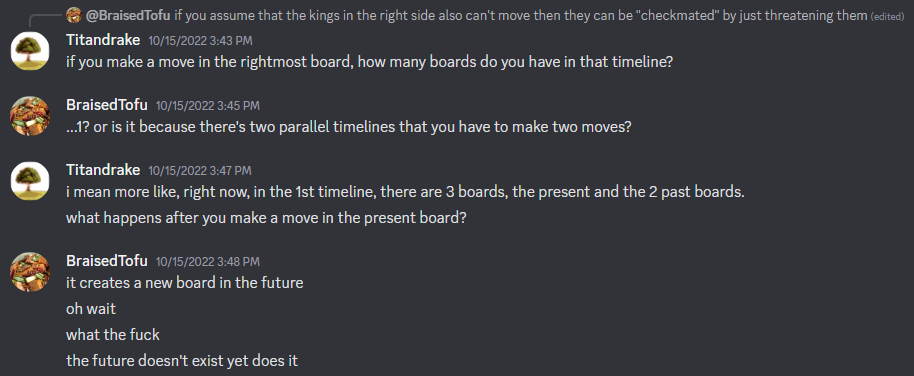 @BraisedTofu if you assume that the kings in the right side also can't move then they can be "checkmated" by just threatening them (edited)
Titandrake 10/15/2022 3:43 PM
if you make a move in the rightmost board, how many boards do you have in that timeline?
BraisedTofu 10/15/2022 3:45 PM
...1? or is it because there's two parallel timelines that you have to make two moves?
Titandrake 10/15/2022 3:47 PM
i mean more like, right now, in the 1st timeline, there are 3 boards, the present and the 2 past boards.
what happens after you make a move in the present board?
BraisedTofu 10/15/2022 3:48 PM
it creates a new board in the future
oh wait
what the fuck
the future doesn't exist yet does it